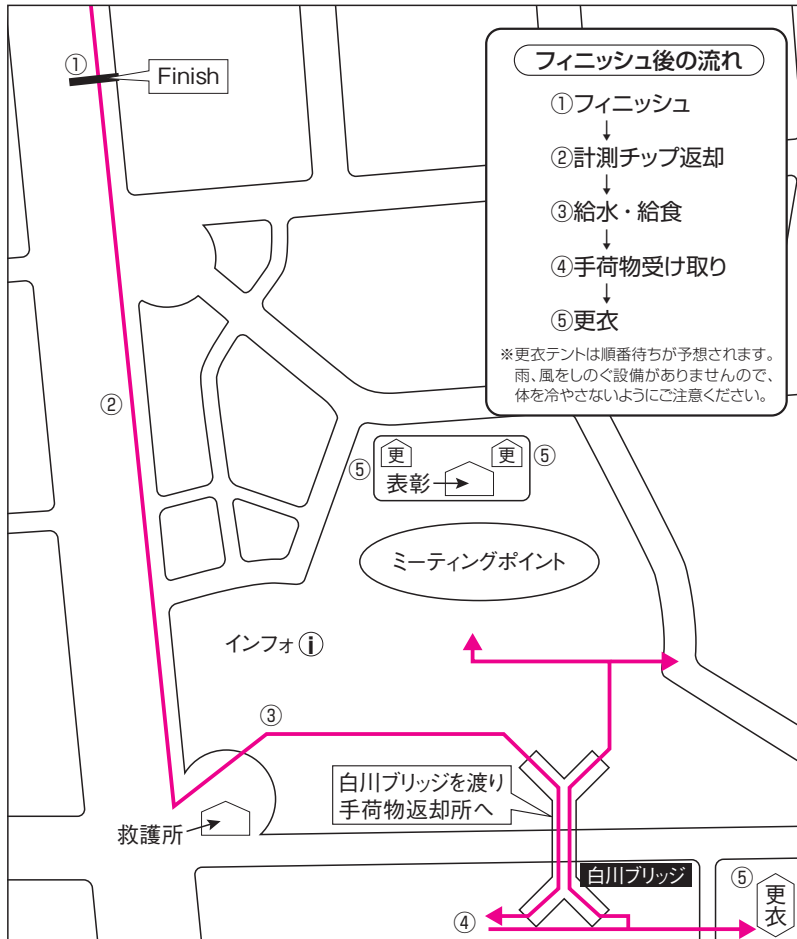 ①
Finish
フィニッシュ後の流れ
①フィニッシュ
↓
②計測チップ返却
↓
③給水・給食
↓
④手荷物受け取り
↓
⑤更衣
※更衣テントは順番待ちが予想されます。
雨、風をしのぐ設備がありませんので、
体を冷やさないようにご注意ください。
②
⑤
更
更
⑤
表彰
ミーティングポイント
インフォ ⓘ
③
白川ブリッジを渡り
手荷物返却所へ
救護所
白川ブリッジ
④
⑤
更衣